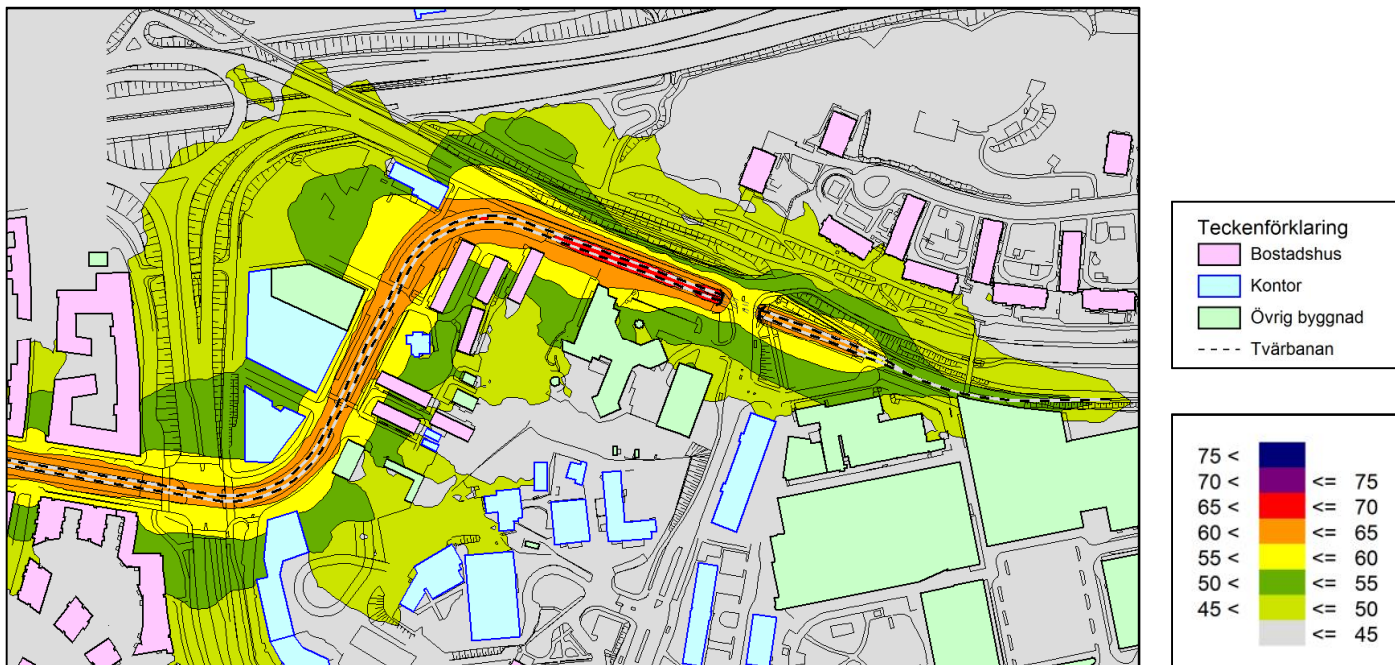 Teckenförklaring
Bostadshus
Kontor
Övrig byggnad
Tvärbanan
75 <
70 < <= 75
65 < <= 70
60 < <= 65
55 < <= 60
50 < <= 55
45 < <= 50
<= 45